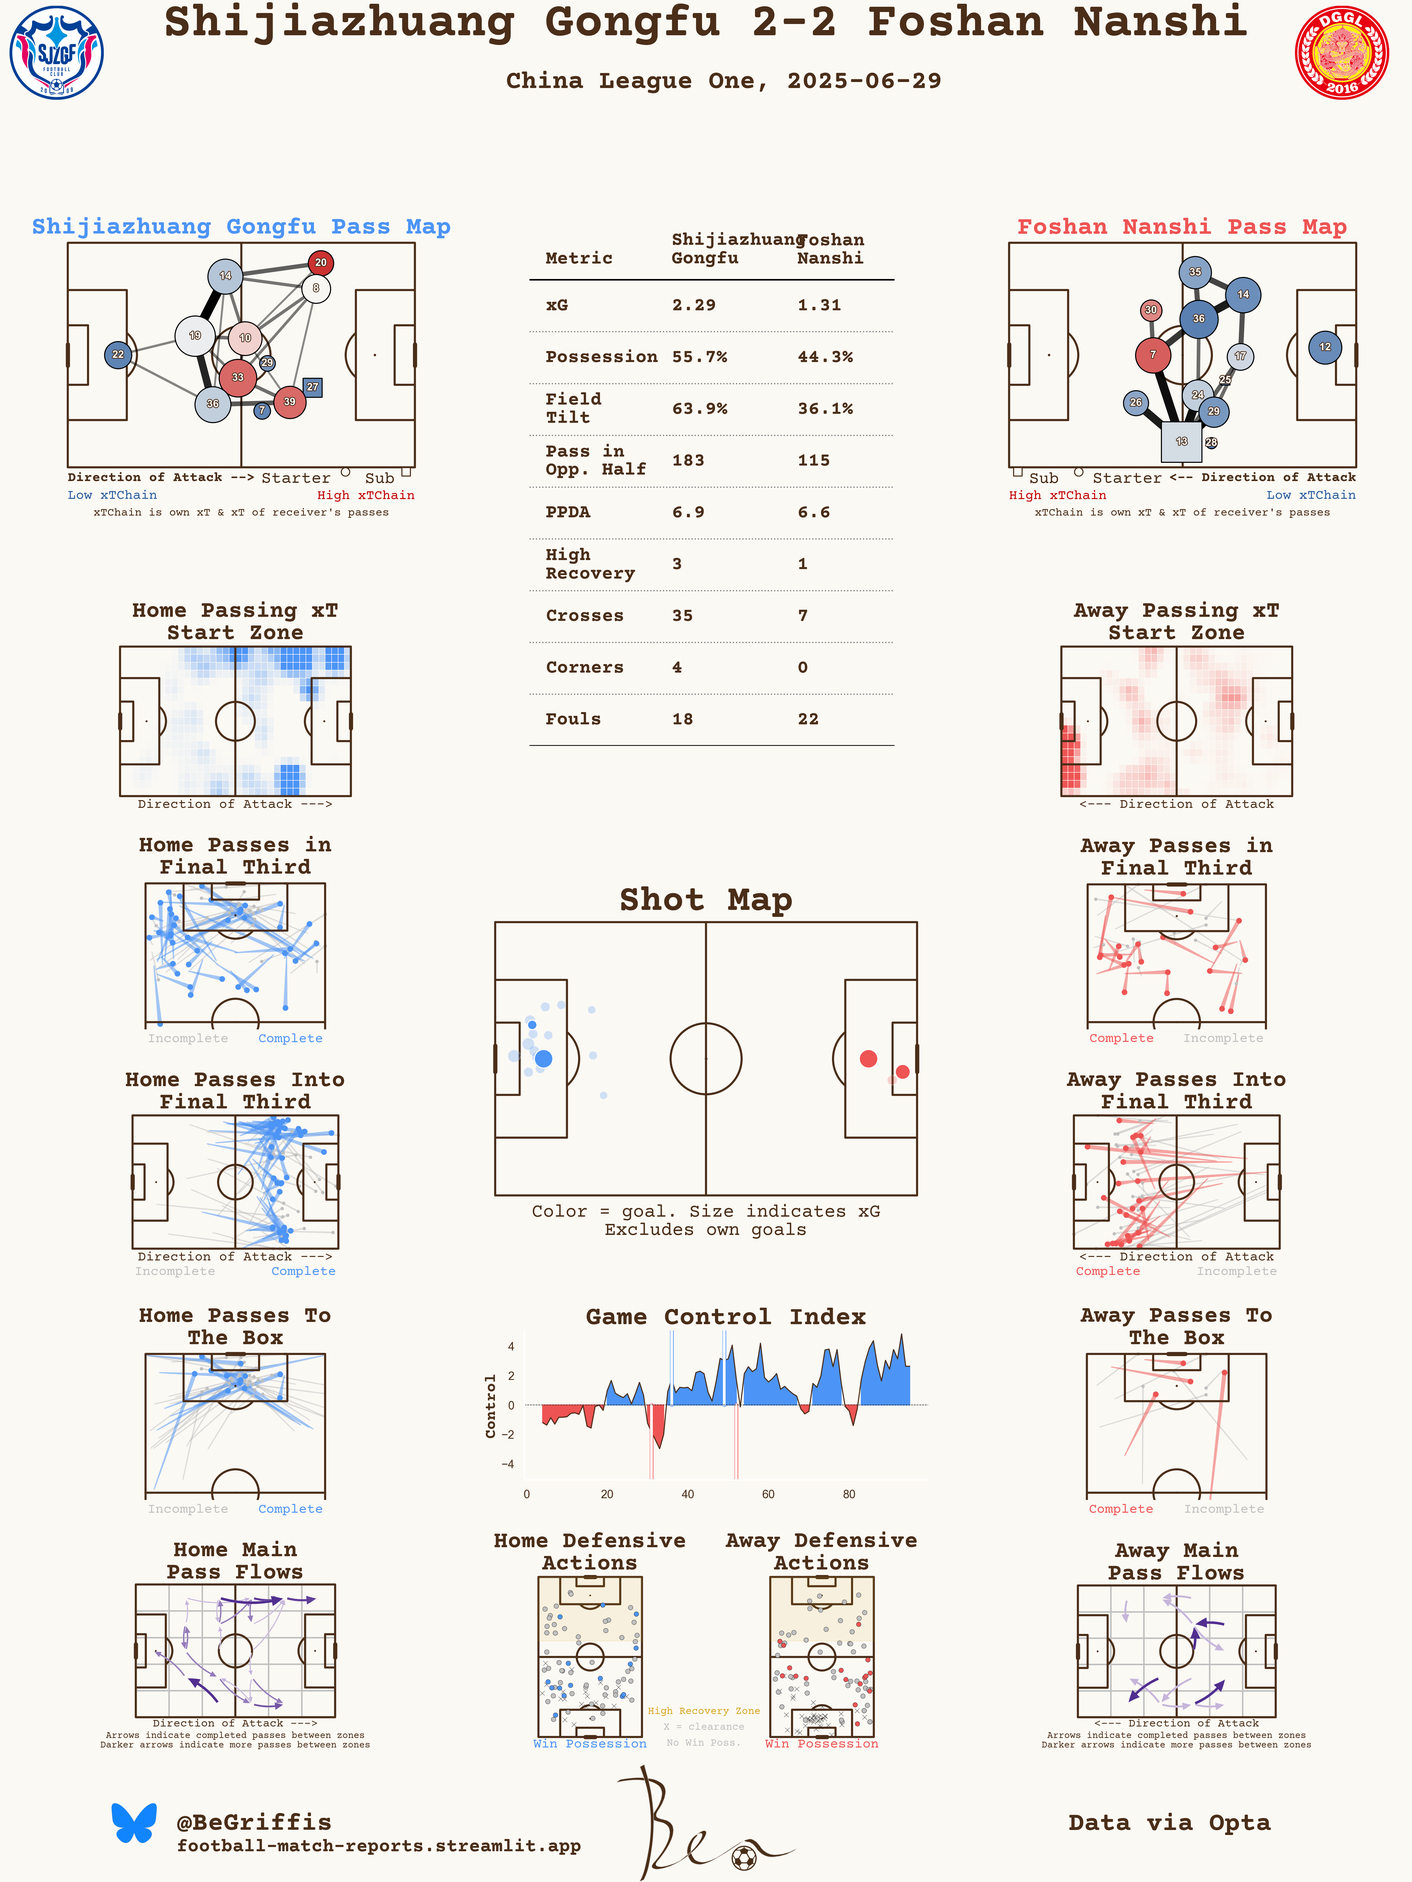 Shijiazhuang Gongfu 2-2 Foshan Nanshi
China League One, 2025-06-29
SJZGF
FOOTBALL
CLUB
DGGL
2016
Shijiazhuang Gongfu Pass Map
20
14
8
19
10
22
29
33
27
36
39
7
Direction of Attack --> Starter Sub
Low xTChain High xTChain
xTChain is own xT & xT of receiver's passes
Metric Shijiazhuang Gongfu Foshan Nanshi
xG 2.29 1.31
Possession 55.7% 44.3%
Field Tilt 63.9% 36.1%
Pass in Opp. Half 183 115
PPDA 6.9 6.6
High Recovery 3 1
Crosses 35 7
Corners 4 0
Fouls 18 22
Foshan Nanshi Pass Map
35
14
30
36
12
7
17
25
24
26
29
13
28
Sub Starter <-- Direction of Attack
High xTChain Low xTChain
xTChain is own xT & xT of receiver's passes
Home Passing xT
Start Zone
Direction of Attack --->
Away Passing xT
Start Zone
<--- Direction of Attack
Home Passes in
Final Third
Incomplete Complete
Away Passes in
Final Third
Complete Incomplete
Shot Map
Color = goal. Size indicates xG
Excludes own goals
Home Passes Into
Final Third
Direction of Attack --->
Incomplete Complete
Away Passes Into
Final Third
<--- Direction of Attack
Complete Incomplete
Home Passes To
The Box
Incomplete Complete
Game Control Index
Control
4
2
0
−2
−4
0 20 40 60 80
Away Passes To
The Box
Complete Incomplete
Home Main
Pass Flows
Direction of Attack --->
Arrows indicate completed passes between zones
Darker arrows indicate more passes between zones
Home Defensive
Actions
Win Possession
High Recovery Zone
X = clearance
No Win Poss.
Away Defensive
Actions
Win Possession
Away Main
Pass Flows
<--- Direction of Attack
Arrows indicate completed passes between zones
Darker arrows indicate more passes between zones
@BeGriffis
football-match-reports.streamlit.app
Ben
Data via Opta